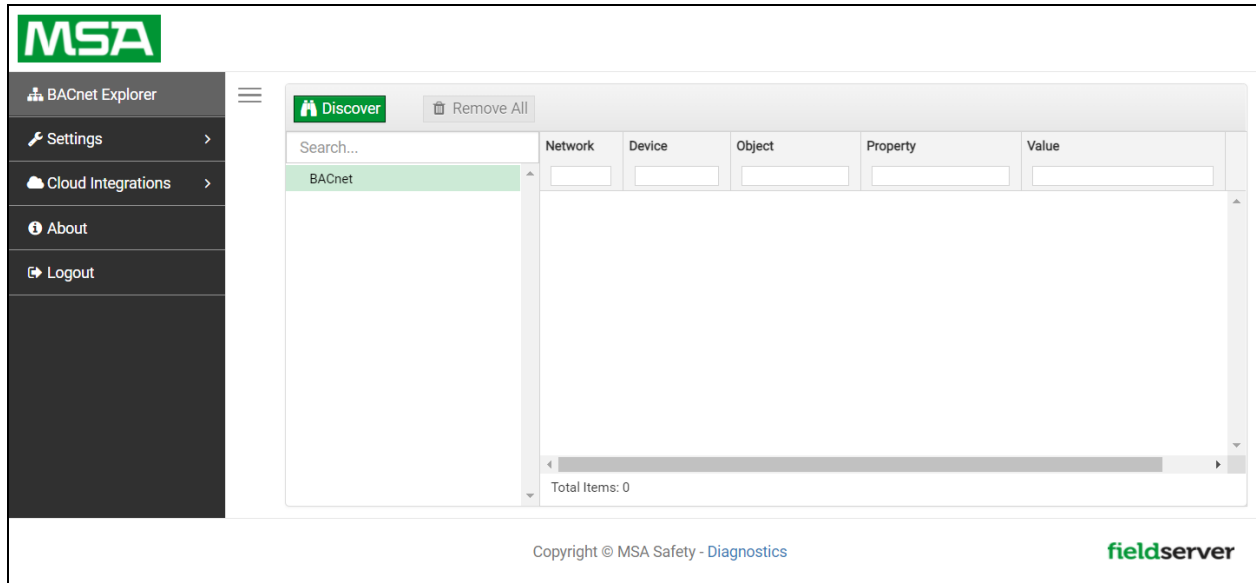 MSA
BACnet Explorer
Settings
Cloud Integrations
About
Logout
Discover
Remove All
Search...
BACnet
Network Device Object Property Value
Total Items: 0
Copyright © MSA Safety - Diagnostics
fieldserver